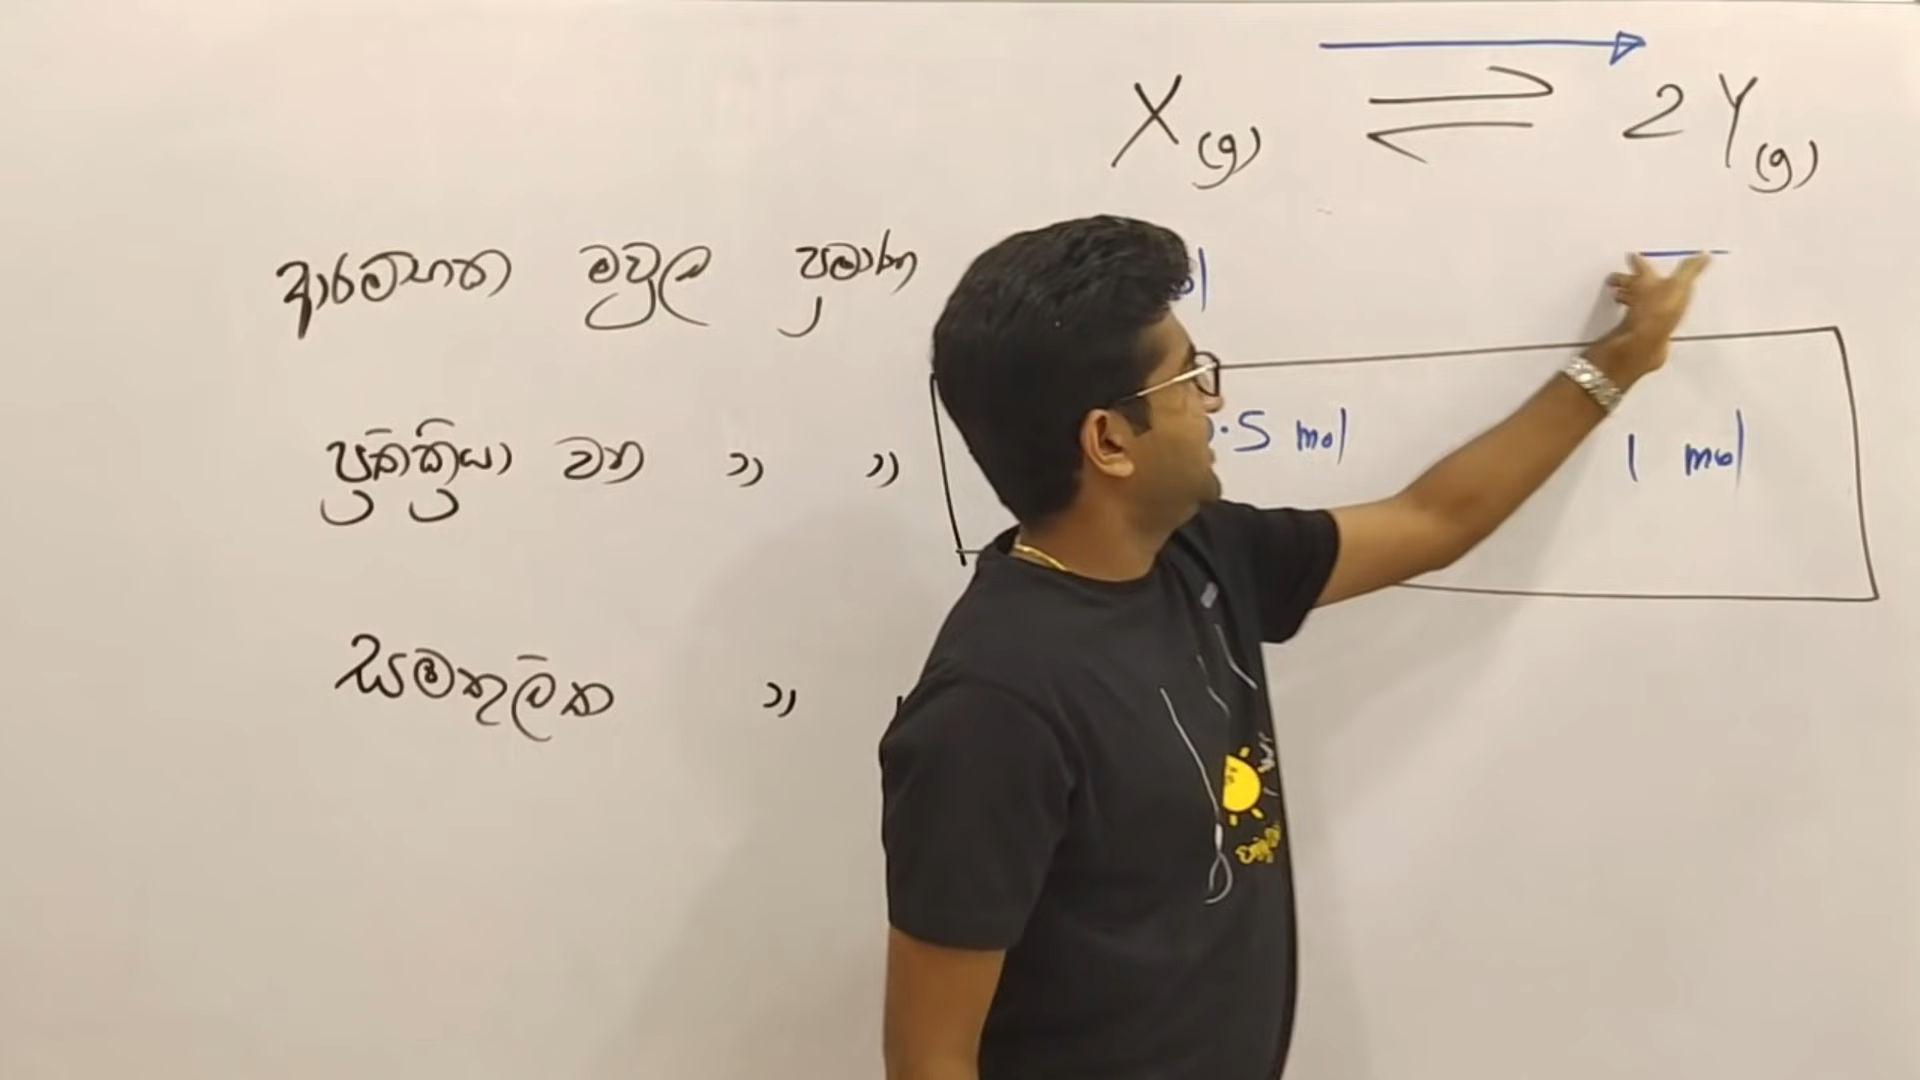 X(g) ⇌ 2Y(g)
ආරම්භක මවුල ප්‍රමාණ
ප්‍රතික්‍රියා වන ,, ,, .5 mol 1 mol
සමතුලිත ,,